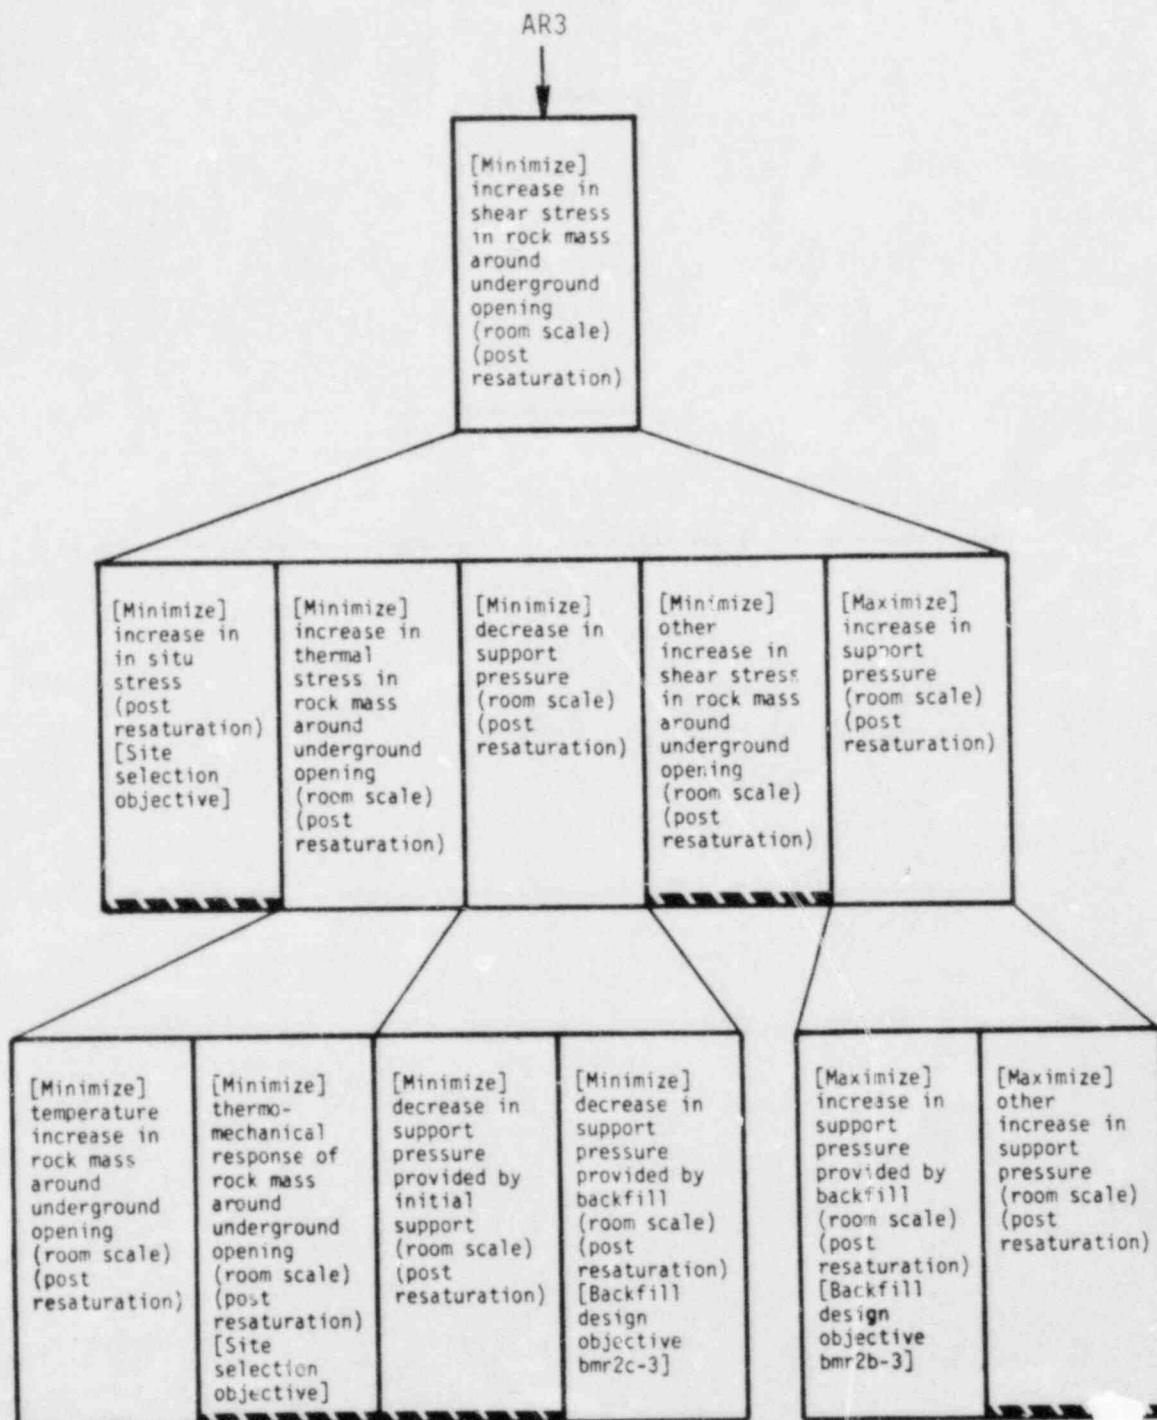 AR3
[Minimize]
increase in
shear stress
in rock mass
around
underground
opening
(room scale)
(post
resaturation)
[Minimize]
increase in
in situ
stress
(post
resaturation)
[Site
selection
objective]
[Minimize]
increase in
thermal
stress in
rock mass
around
underground
opening
(room scale)
(post
resaturation)
[Minimize]
decrease in
support
pressure
(room scale)
(post
resaturation)
[Minimize]
other
increase in
shear stress
in rock mass
around
underground
opening
(room scale)
(post
resaturation)
[Maximize]
increase in
support
pressure
(room scale)
(post
resaturation)
[Minimize]
temperature
increase in
rock mass
around
underground
opening
(room scale)
(post
resaturation)
[Minimize]
thermo-
mechanical
response of
rock mass
around
underground
opening
(room scale)
(post
resaturation)
[Site
selection
objective]
[Minimize]
decrease in
support
pressure
provided by
initial
support
(room scale)
(post
resaturation)
[Minimize]
decrease in
support
pressure
provided by
backfill
(room scale)
(post
resaturation)
[Backfill
design
objective
bmr2c-3]
[Maximize]
increase in
support
pressure
provided by
backfill
(room scale)
(post
resaturation)
[Backfill
design
objective
bmr2b-3]
[Maximize]
other
increase in
support
pressure
(room scale)
(post
resaturation)